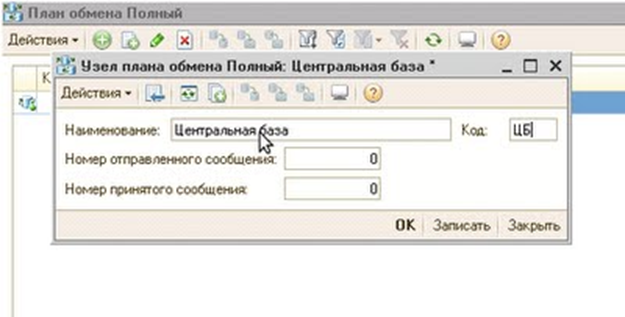 План обмена Полный
Действия
К
Узел плана обмена Полный: Центральная база *
Действия
Наименование: Центральная база Код: ЦБ
Номер отправленного сообщения: 0
Номер принятого сообщения: 0
OK Записать Закрыть